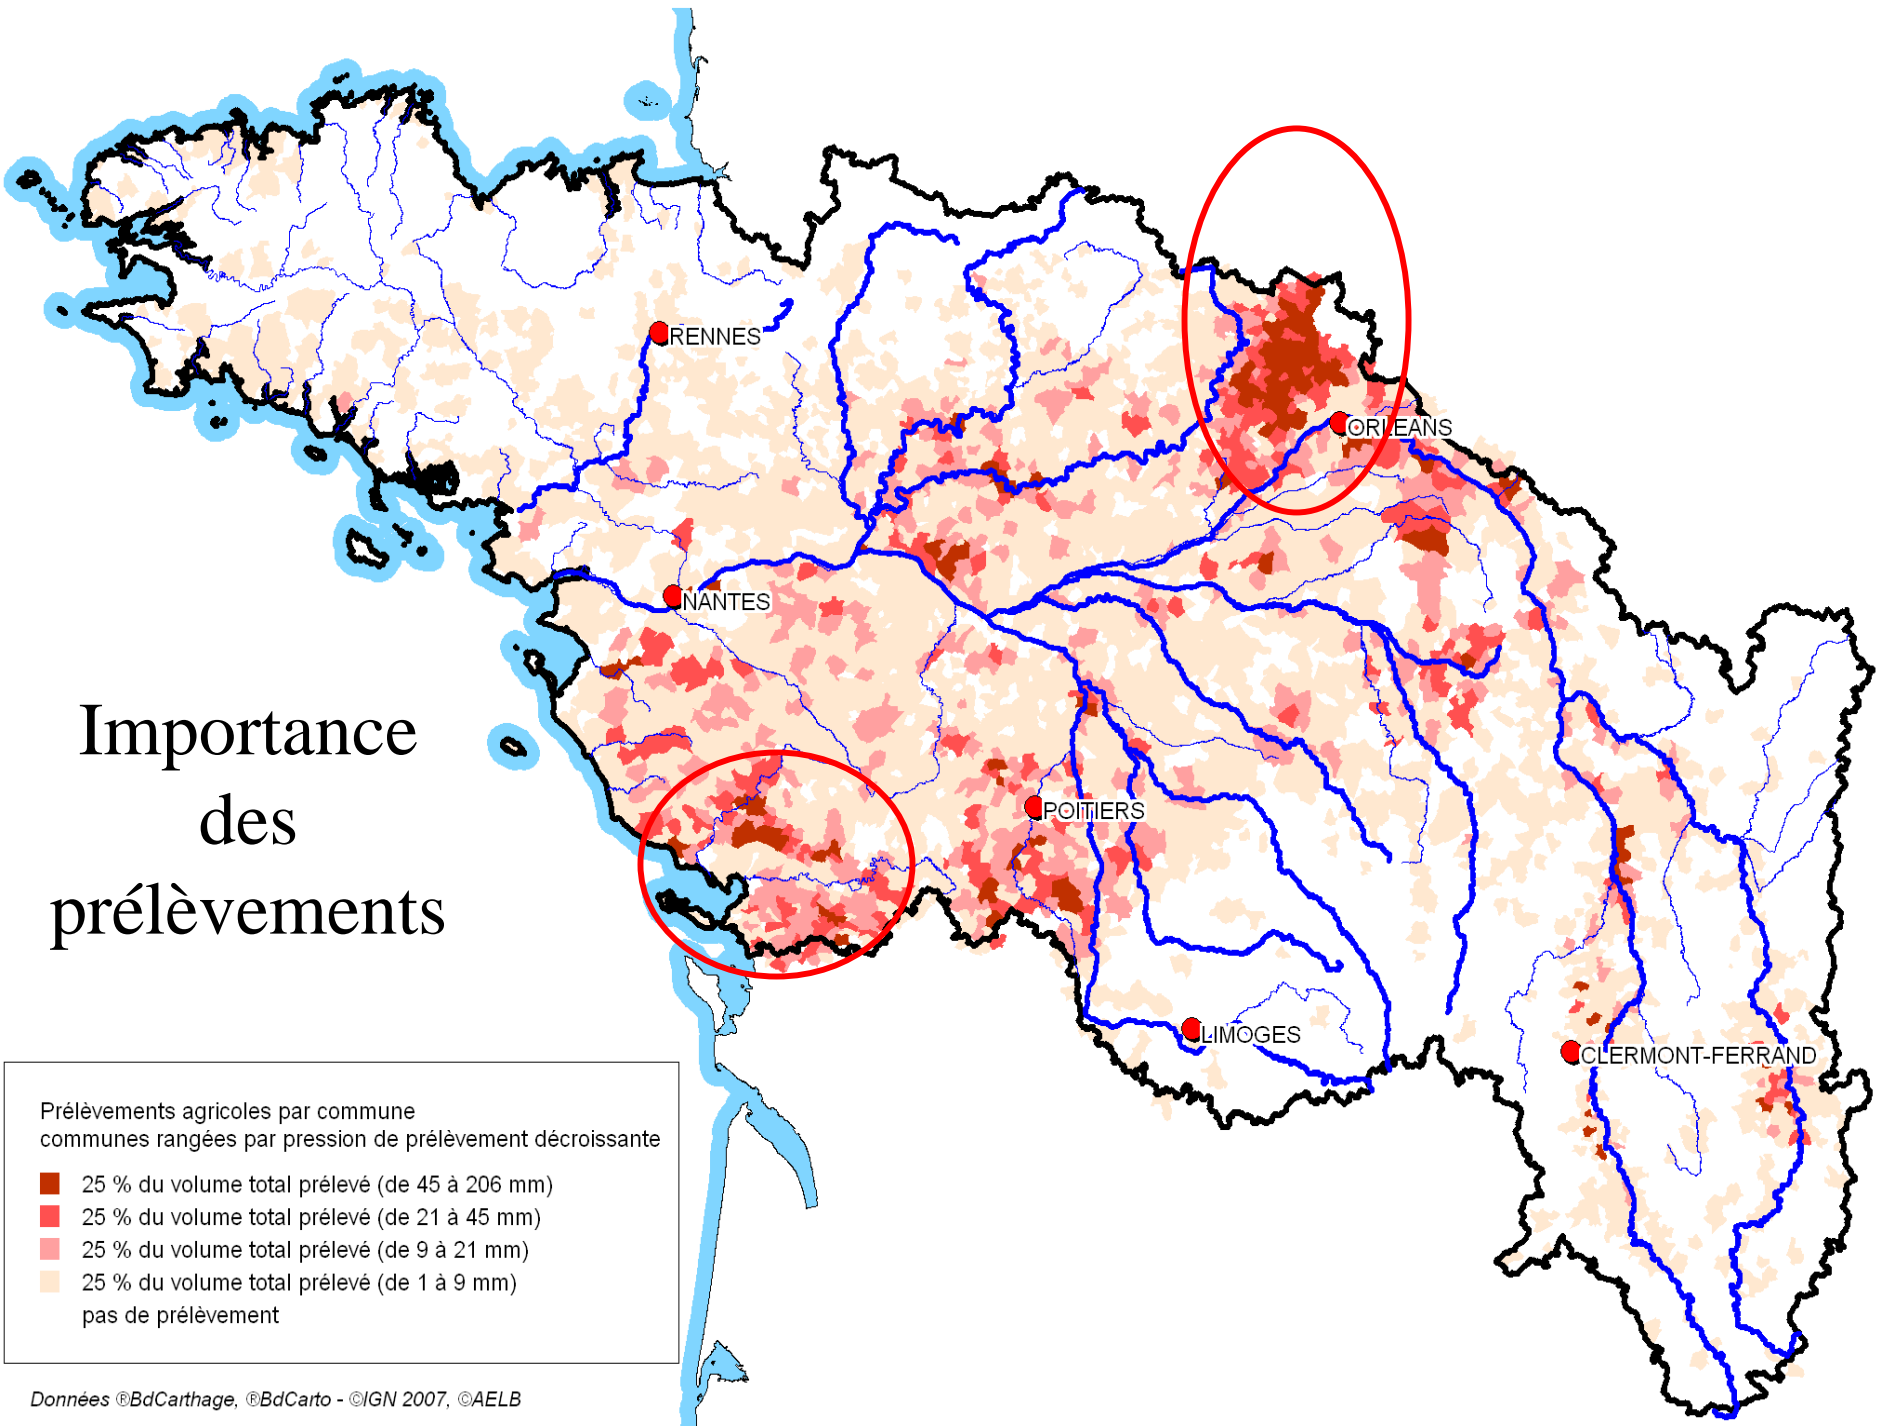 RENNES
ORLEANS
NANTES
Importance
des
prélèvements
POITIERS
LIMOGES
CLERMONT-FERRAND
Prélèvements agricoles par commune
communes rangées par pression de prélèvement décroissante
25 % du volume total prélevé (de 45 à 206 mm)
25 % du volume total prélevé (de 21 à 45 mm)
25 % du volume total prélevé (de 9 à 21 mm)
25 % du volume total prélevé (de 1 à 9 mm)
pas de prélèvement
Données ®BdCarthage, ®BdCarto - ©IGN 2007, ©AELB